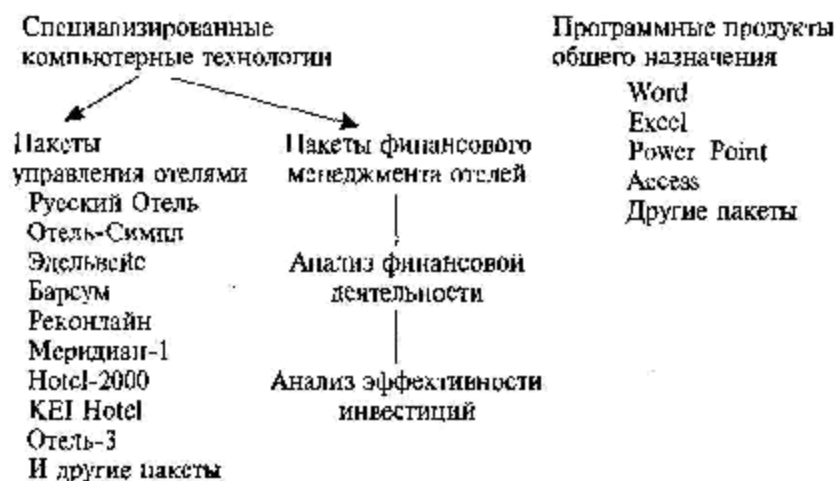 Специализированные
компьютерные технологии
Пакеты
управления отелями
Русский Отель
Отель-Симпл
Эдельвейс
Барсум
Реконлайн
Меридиан-1
Hotel-2000
KEI Hotel
Отель-3
И другие пакеты
Пакеты финансового
менеджмента отелей
Анализ финансовой
деятельности
Анализ эффективности
инвестиций
Программные продукты
общего назначения
Word
Excel
Power Point
Access
Другие пакеты